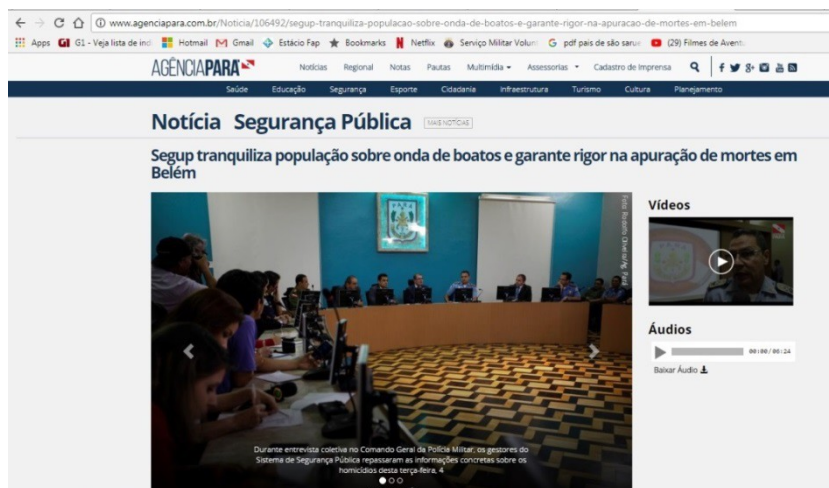 www.agenciapara.com.br/Noticia/106492/segup-tranquiliza-populacao-sobre-onda-de-boatos-e-garante-rigor-na-apuracao-de-mortes-em-belem
Apps G1 - Veja lista de ind Hotmail Gmail Estácio Fap Bookmarks Netflix Serviço Militar Volun pdf pais de são saru (29) Filmes de Avent
AGÊNCIAPARÁ Notícias Regional Notas Pautas Multimídia Assessorias Cadastro de Imprensa
Saúde Educação Segurança Esporte Cidadania Infraestrutura Turismo Cultura Planejamento
Notícia Segurança Pública MAIS NOTÍCIAS
Segup tranquiliza população sobre onda de boatos e garante rigor na apuração de mortes em
Belém
Vídeos
Áudios
00:00/00:24
Baixar Áudio
Durante entrevista coletiva no Comando Geral da Polícia Militar, os gestores do
Sistema de Segurança Pública repassaram as informações concretas sobre os
homicídios desta terça-feira, 4